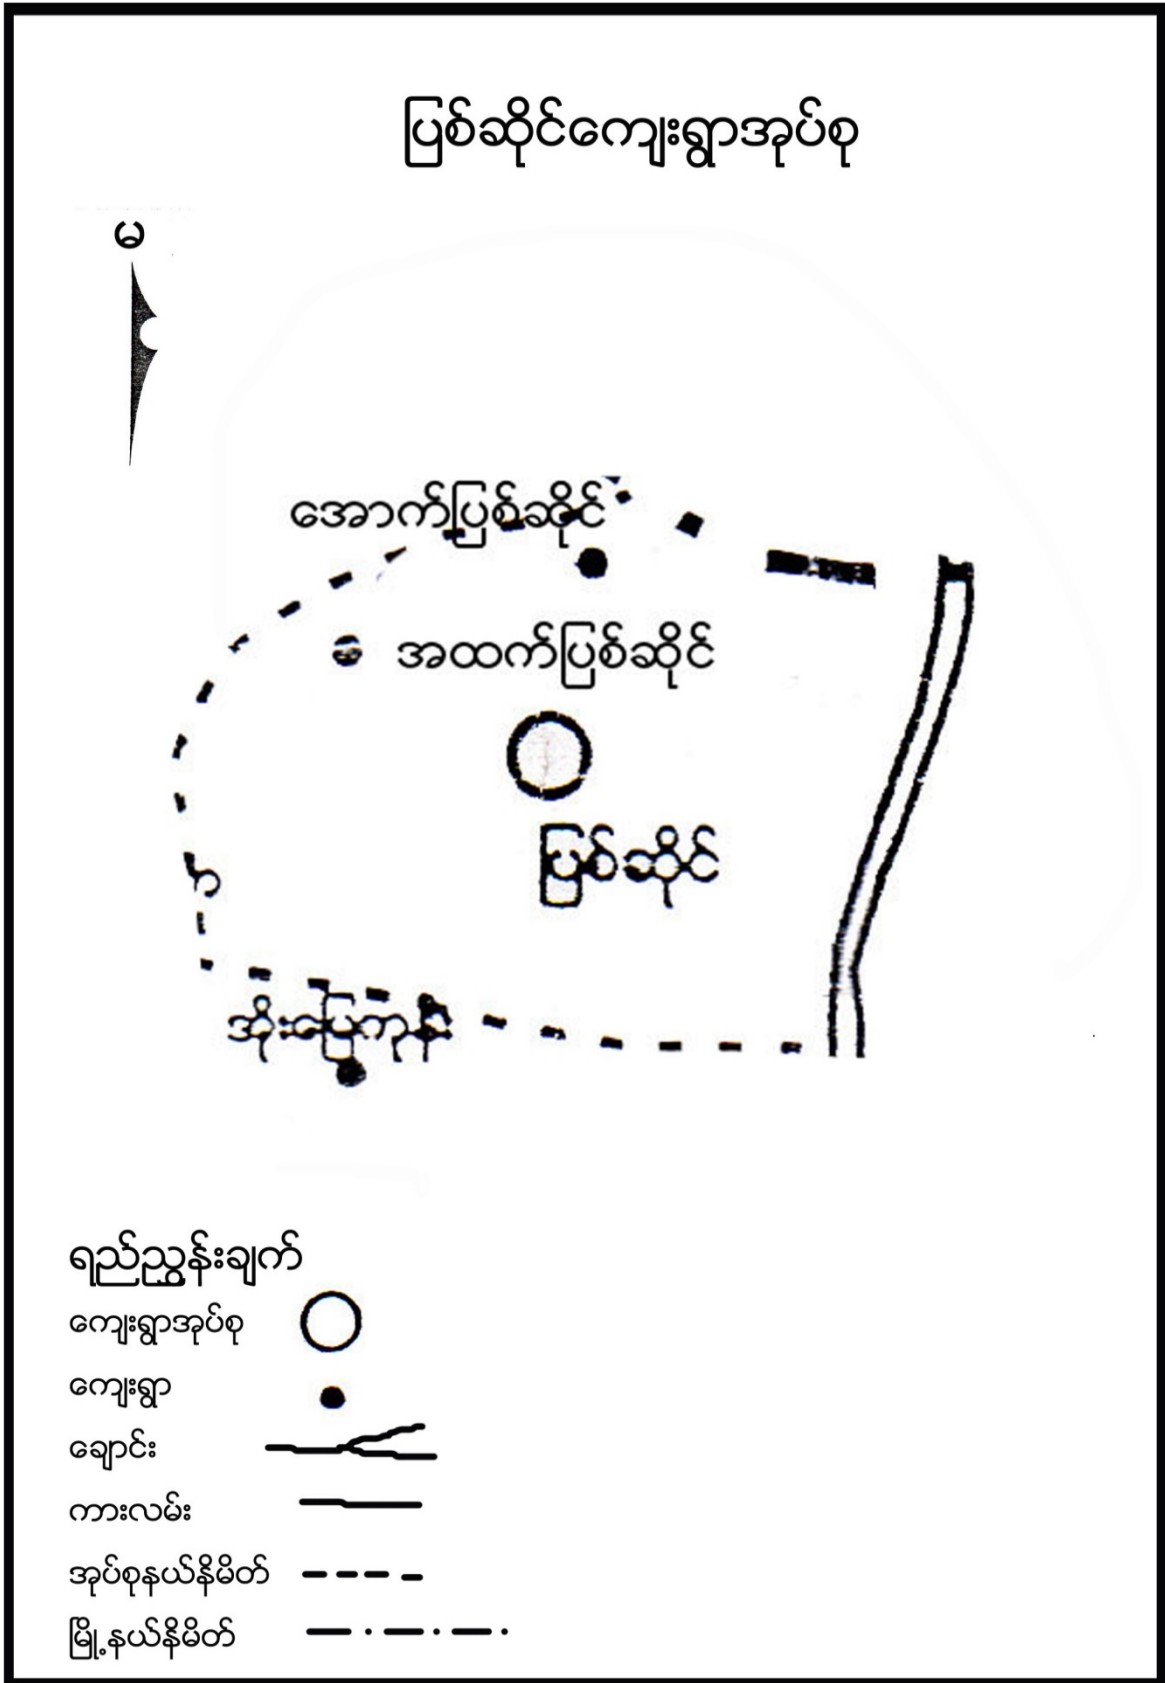 ပြစ်ဆိုင်ကျေးရွာအုပ်စု
မ
အောက်ပြစ်ဆိုင်
အထက်ပြစ်ဆိုင်
ပြစ်ဆိုင်
အိုးမြေကုန်း
ရည်ညွှန်းချက်
ကျေးရွာအုပ်စု
ကျေးရွာ
ချောင်း
ကားလမ်း
အုပ်စုနယ်နိမိတ်
မြို့နယ်နိမိတ်